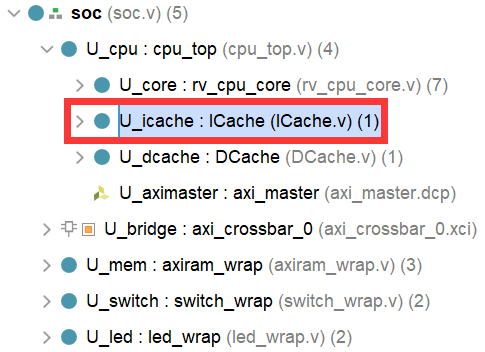 soc (soc.v) (5)
U_cpu : cpu_top (cpu_top.v) (4)
U_core : rv_cpu_core (rv_cpu_core.v) (7)
U_icache : ICache (ICache.v) (1)
U_dcache : DCache (DCache.v) (1)
U_aximaster : axi_master (axi_master.dcp)
U_bridge : axi_crossbar_0 (axi_crossbar_0.xci)
U_mem : axiram_wrap (axiram_wrap.v) (3)
U_switch : switch_wrap (switch_wrap.v) (2)
U_led : led_wrap (led_wrap.v) (2)